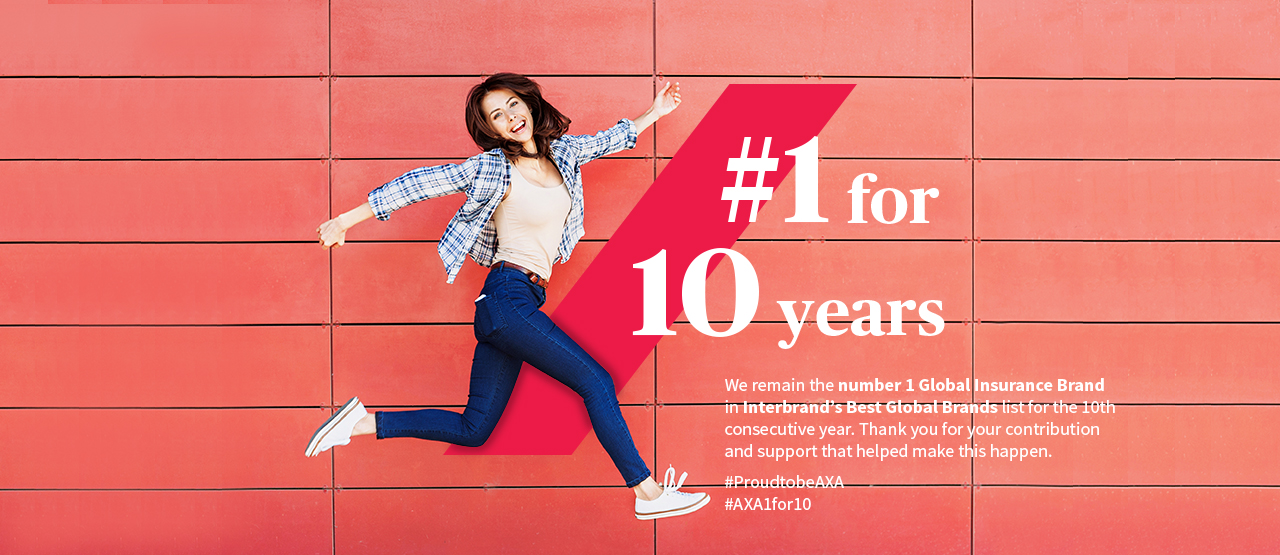 #1 for
10 years
We remain the number 1 Global Insurance Brand
in Interbrand’s Best Global Brands list for the 10th
consecutive year. Thank you for your contribution
and support that helped make this happen.
#ProudtobeAXA
#AXA1for10